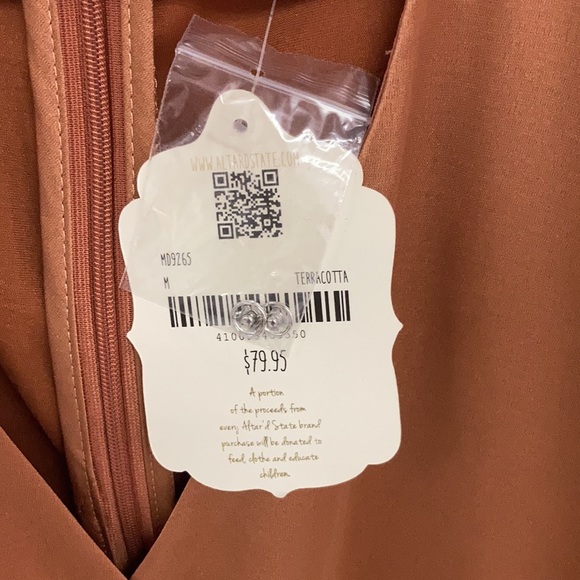 WWW.ALTARDSTATE.COM
MD9265
M TERRACOTTA
$79.95
A portion
of the proceeds from
every Altar'd State brand
purchase will be donated to
feed, clothe and educate
children.